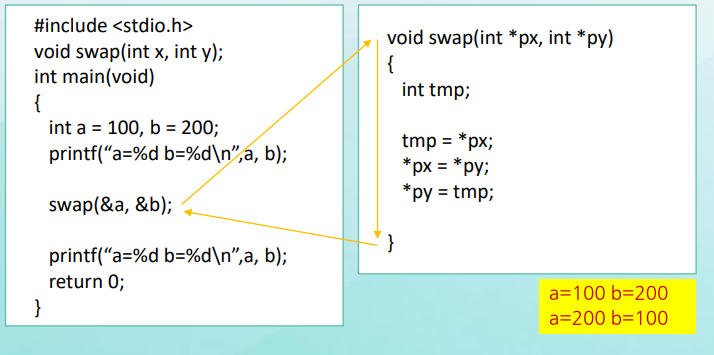 #include <stdio.h>
void swap(int x, int y);
int main(void)
{
int a = 100, b = 200;
printf(“a=%d b=%d\n”,a, b);
swap(&a, &b);
printf(“a=%d b=%d\n”,a, b);
return 0;
}
void swap(int *px, int *py)
{
int tmp;
tmp = *px;
*px = *py;
*py = tmp;
}
a=100 b=200
a=200 b=100